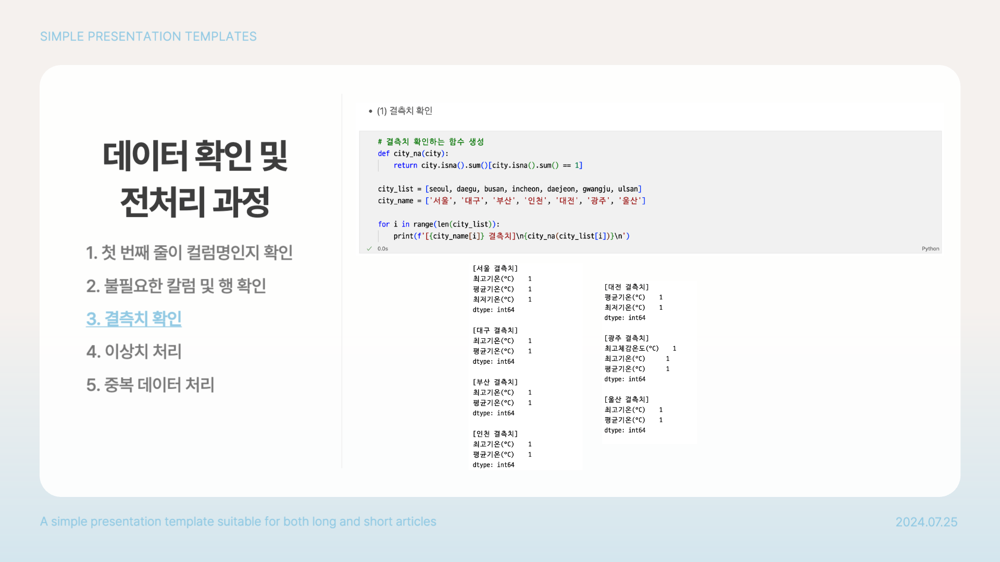 SIMPLE PRESENTATION TEMPLATES
데이터 확인 및
전처리 과정
1. 첫 번째 줄이 컬럼명인지 확인
2. 불필요한 칼럼 및 행 확인
3. 결측치 확인
4. 이상치 처리
5. 중복 데이터 처리
• (1) 결측치 확인
# 결측치 확인하는 함수 생성
def city_na(city):
    return city.isna().sum()[city.isna().sum() == 1]
city_list = [seoul, daegu, busan, incheon, daejeon, gwangju, ulsan]
city_name = ['서울', '대구', '부산', '인천', '대전', '광주', '울산']
for i in range(len(city_list)):
    print(f'[{city_name[i]} 결측치]\n{city_na(city_list[i])}\n')
✓ 0.0s
Python
[서울 결측치]
최고기온(°C) 1
평균기온(°C) 1
최저기온(°C) 1
dtype: int64
[대구 결측치]
최고기온(°C) 1
평균기온(°C) 1
dtype: int64
[부산 결측치]
최고기온(°C) 1
평균기온(°C) 1
dtype: int64
[인천 결측치]
최고기온(°C) 1
평균기온(°C) 1
dtype: int64
[대전 결측치]
평균기온(°C) 1
최저기온(°C) 1
dtype: int64
[광주 결측치]
최고체감온도(°C) 1
최고기온(°C) 1
평균기온(°C) 1
dtype: int64
[울산 결측치]
최고기온(°C) 1
평균기온(°C) 1
dtype: int64
A simple presentation template suitable for both long and short articles
2024.07.25